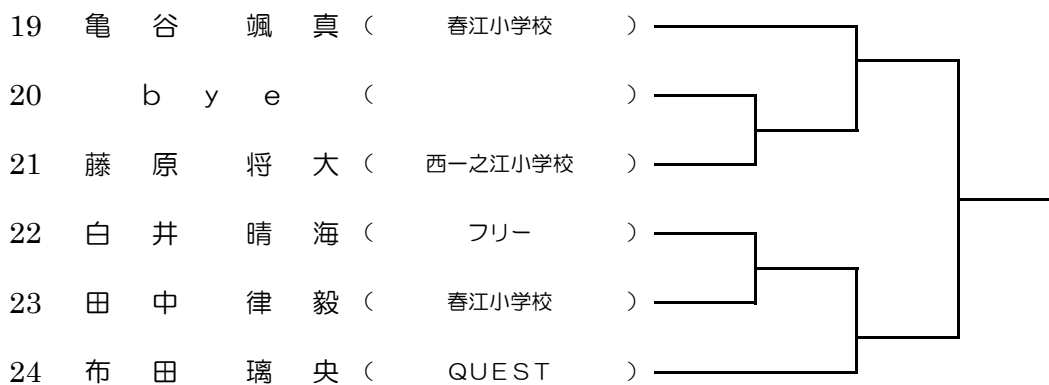 19 亀谷 颯真 ( 春江小学校 )
20 bye ( )
21 藤原 将大 ( 西一之江小学校 )
22 白井 晴海 ( フリー )
23 田中 律毅 ( 春江小学校 )
24 布田 璃央 ( QUEST )